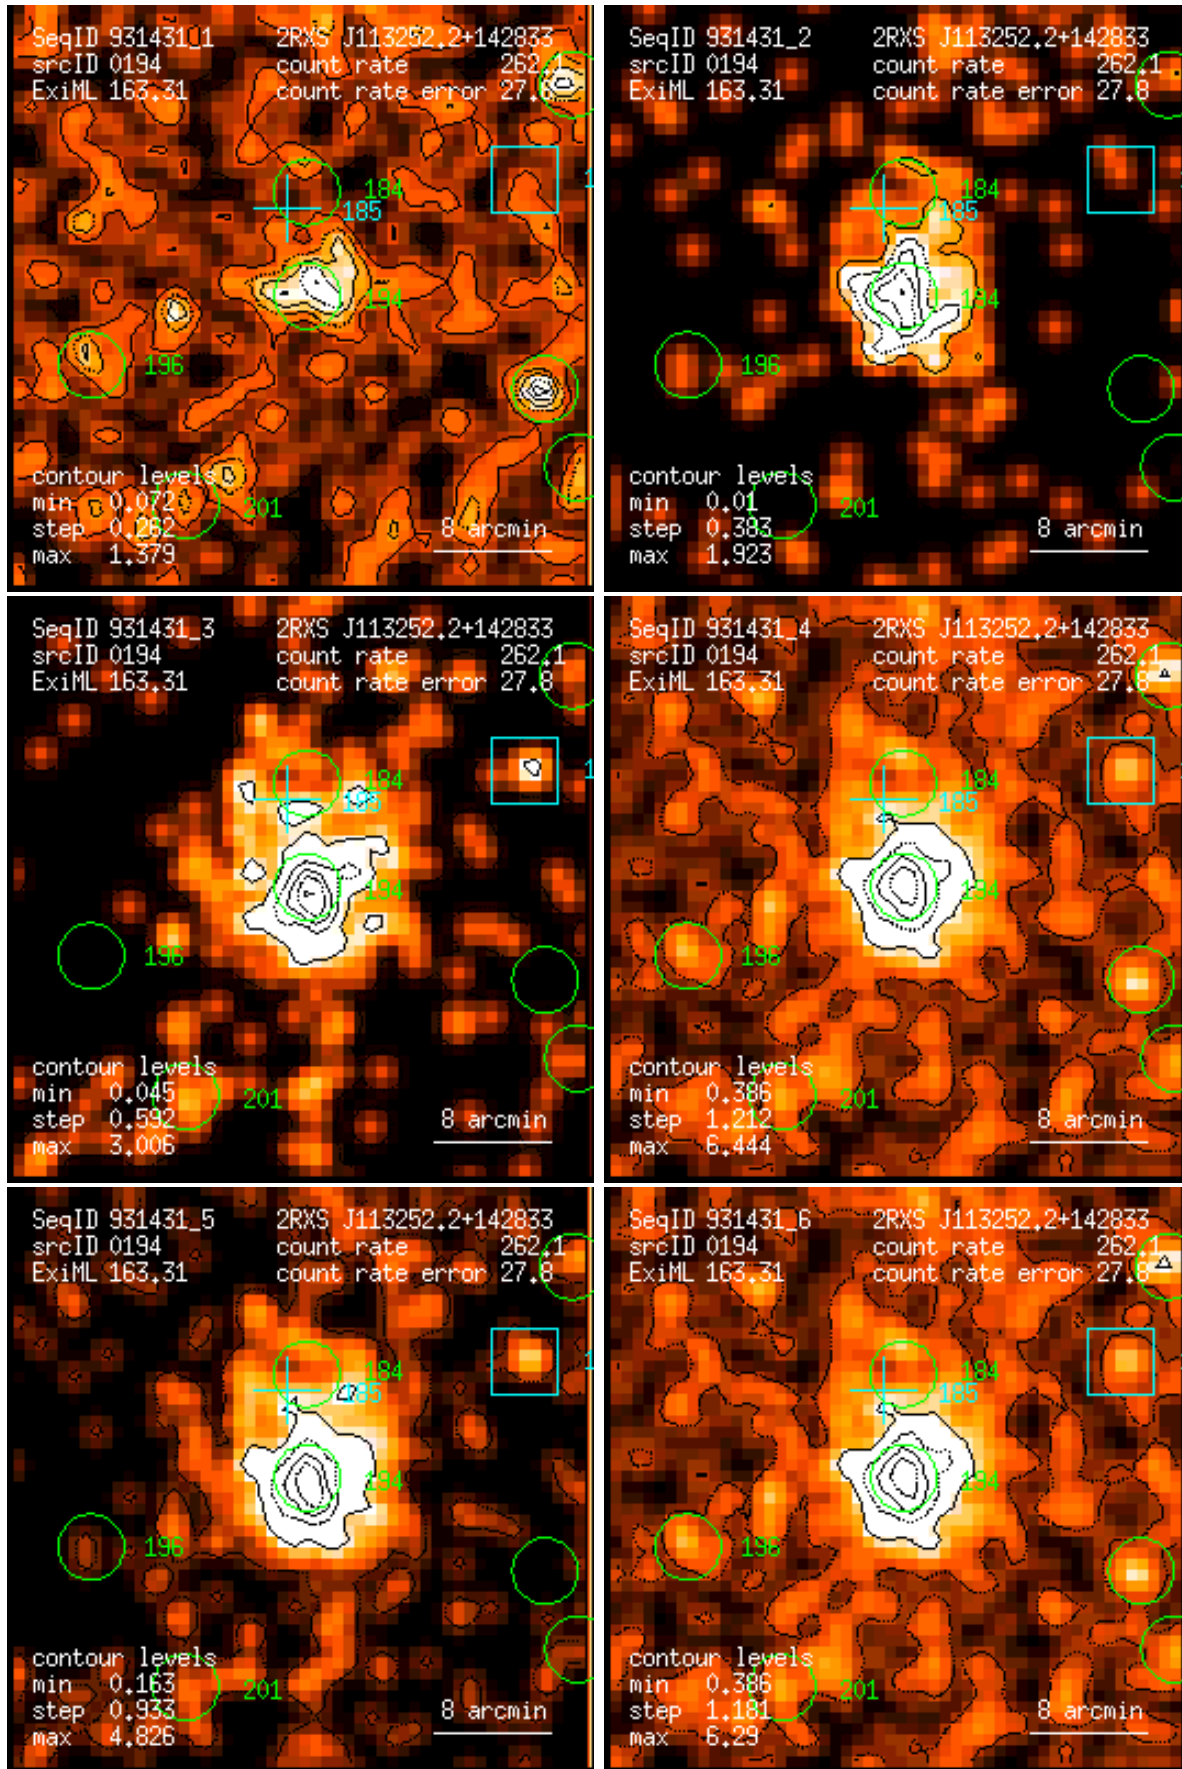 SeqID 931431_1 2RXS J113252.2+142833
srcID 0194 count rate 262.1
ExiML 163.31 count rate error 27.8
184
185
194
196
contour levels
min 0.072 201
step 0.262 8 arcmin
max 1.379
SeqID 931431_2 2RXS J113252.2+142833
srcID 0194 count rate 262.1
ExiML 163.31 count rate error 27.8
184
185
194
196
contour levels
min 0.01 201
step 0.383 8 arcmin
max 1.923
SeqID 931431_3 2RXS J113252.2+142833
srcID 0194 count rate 262.1
ExiML 163.31 count rate error 27.8
184
185
194
196
contour levels
min 0.045 201
step 0.592 8 arcmin
max 3.006
SeqID 931431_4 2RXS J113252.2+142833
srcID 0194 count rate 262.1
ExiML 163.31 count rate error 27.8
184
185
194
196
contour levels
min 0.386 201
step 1.212 8 arcmin
max 6.444
SeqID 931431_5 2RXS J113252.2+142833
srcID 0194 count rate 262.1
ExiML 163.31 count rate error 27.8
184
185
194
196
contour levels
min 0.163 201
step 0.933 8 arcmin
max 4.826
SeqID 931431_6 2RXS J113252.2+142833
srcID 0194 count rate 262.1
ExiML 163.31 count rate error 27.8
184
185
194
196
contour levels
min 0.386 201
step 1.181 8 arcmin
max 6.29